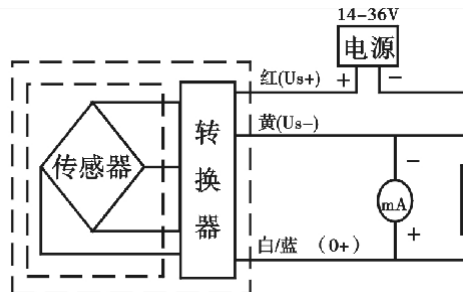 14-36V
电源
红(Us+)
+
−
黄(Us−)
传感器
转换器
−
mA
+
白/蓝 (0+)